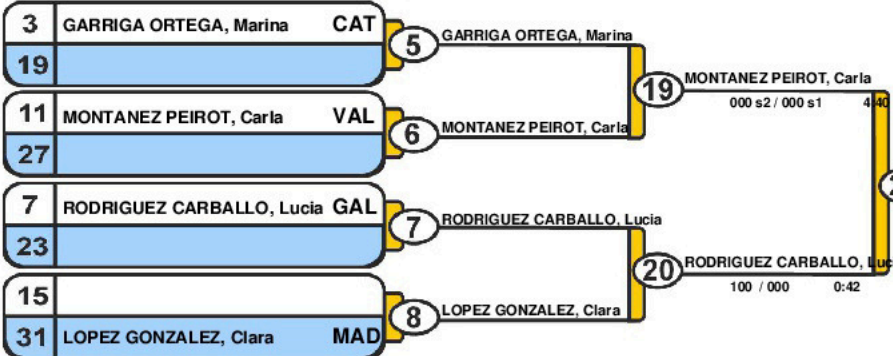 3 GARRIGA ORTEGA, Marina CAT
19
5 GARRIGA ORTEGA, Marina
11 MONTANEZ PEIROT, Carla VAL
27
6 MONTANEZ PEIROT, Carla
19 MONTANEZ PEIROT, Carla
000 s2 / 000 s1 4:40
7 RODRIGUEZ CARBALLO, Lucia GAL
23
7 RODRIGUEZ CARBALLO, Lucia
15
31 LOPEZ GONZALEZ, Clara MAD
8 LOPEZ GONZALEZ, Clara
20 RODRIGUEZ CARBALLO,
100 / 000 0:42